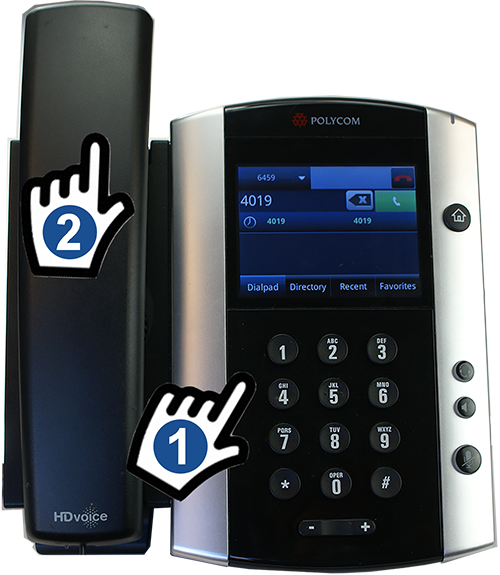 POLYCOM
6459
4019
4019 4019
Dialpad Directory Recent Favorites
2
1
ABC DEF
1 2 3
GHI JKL MNO
4 5 6
PQRS TUV WXYZ
7 8 9
OPER
* 0 #
- +
HDvoice